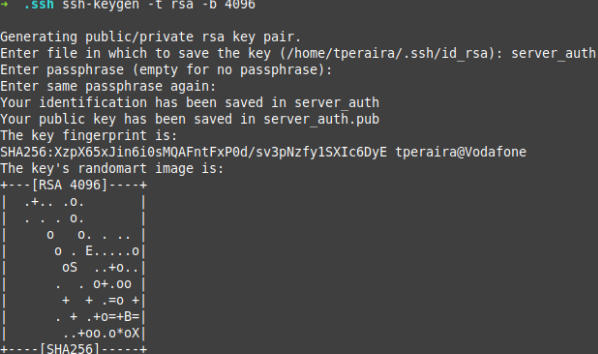 → .ssh ssh-keygen -t rsa -b 4096
Generating public/private rsa key pair.
Enter file in which to save the key (/home/tperaira/.ssh/id_rsa): server_auth
Enter passphrase (empty for no passphrase):
Enter same passphrase again:
Your identification has been saved in server_auth
Your public key has been saved in server_auth.pub
The key fingerprint is:
SHA256:XzpX65xJin6i0sMQAFntFxP0d/sv3pNzfy1SXIc6DyE tperaira@Vodafone
The key's randomart image is:
+---[RSA 4096]----+
|  .+.. .o.       |
|  . . . o.       |
|     o   o. . .. |
|      o . E.....o|
|       oS  ..+o..|
|      .  . o+.oo |
|       +  + .=o +|
|      . + .+o=+B=|
|       ..+oo.o*oX|
+----[SHA256]-----+